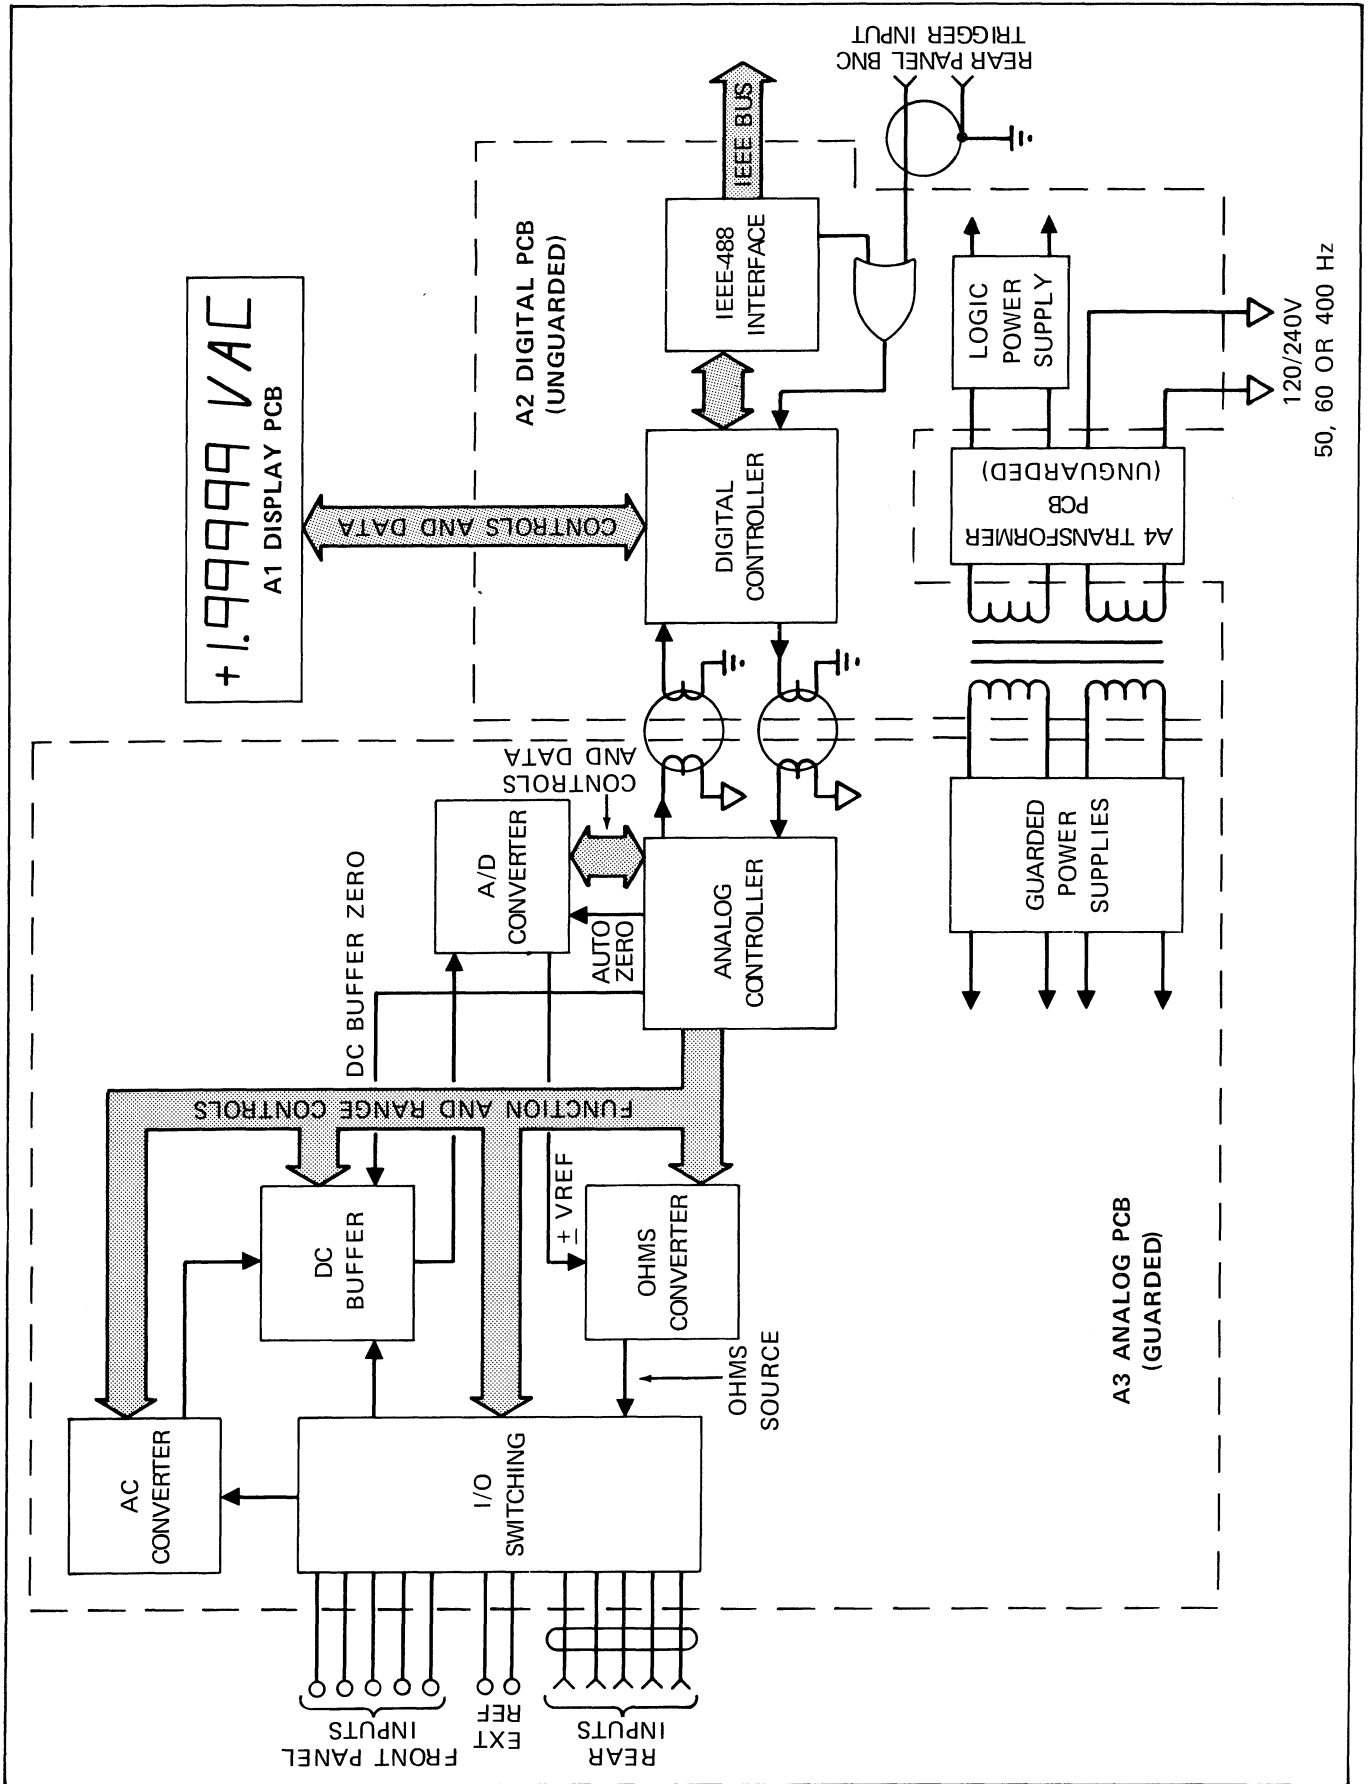 +1.99999 VAC
A1 DISPLAY PCB
CONTROLS AND DATA
A2 DIGITAL PCB
(UNGUARDED)
IEEE BUS
IEEE-488
INTERFACE
DIGITAL
CONTROLLER
REAR PANEL BNC
TRIGGER INPUT
LOGIC
POWER
SUPPLY
A4 TRANSFORMER
PCB
(UNGUARDED)
120/240V
50, 60 OR 400 Hz
GUARDED
POWER
SUPPLIES
CONTROLS
AND DATA
A/D
CONVERTER
AUTO
ZERO
ANALOG
CONTROLLER
DC BUFFER ZERO
FUNCTION AND RANGE CONTROLS
DC
BUFFER
± VREF
OHMS
CONVERTER
OHMS
SOURCE
AC
CONVERTER
I/O
SWITCHING
FRONT PANEL
INPUTS
EXT
REF
REAR
INPUTS
A3 ANALOG PCB
(GUARDED)